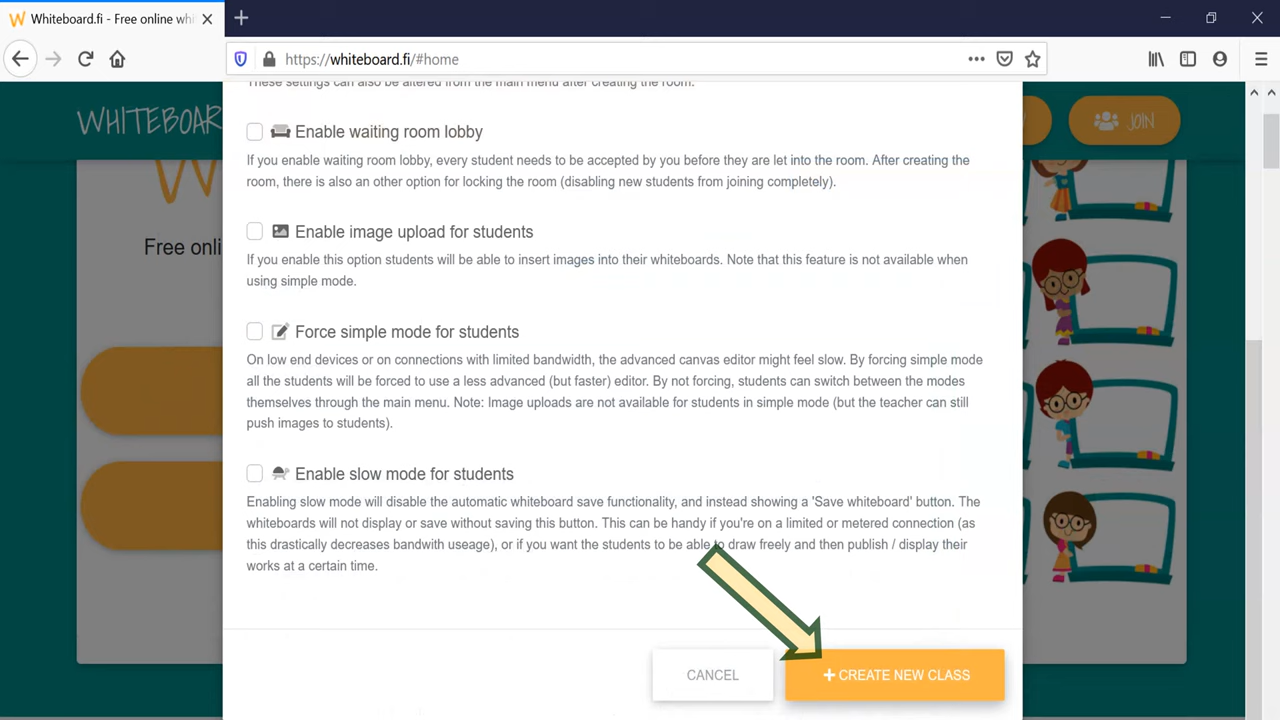 Whiteboard.fi - Free online whi
https://whiteboard.fi/#home
These settings can also be altered from the main menu after creating the room.
WHITEBOAR
JOIN
Enable waiting room lobby
If you enable waiting room lobby, every student needs to be accepted by you before they are let into the room. After creating the
room, there is also an other option for locking the room (disabling new students from joining completely).
Free onli
Enable image upload for students
If you enable this option students will be able to insert images into their whiteboards. Note that this feature is not available when
using simple mode.
Force simple mode for students
On low end devices or on connections with limited bandwidth, the advanced canvas editor might feel slow. By forcing simple mode
all the students will be forced to use a less advanced (but faster) editor. By not forcing, students can switch between the modes
themselves through the main menu. Note: Image uploads are not available for students in simple mode (but the teacher can still
push images to students).
Enable slow mode for students
Enabling slow mode will disable the automatic whiteboard save functionality, and instead showing a 'Save whiteboard' button. The
whiteboards will not display or save without saving this button. This can be handy if you're on a limited or metered connection (as
this drastically decreases bandwith useage), or if you want the students to be able to draw freely and then publish / display their
works at a certain time.
CANCEL
+ CREATE NEW CLASS